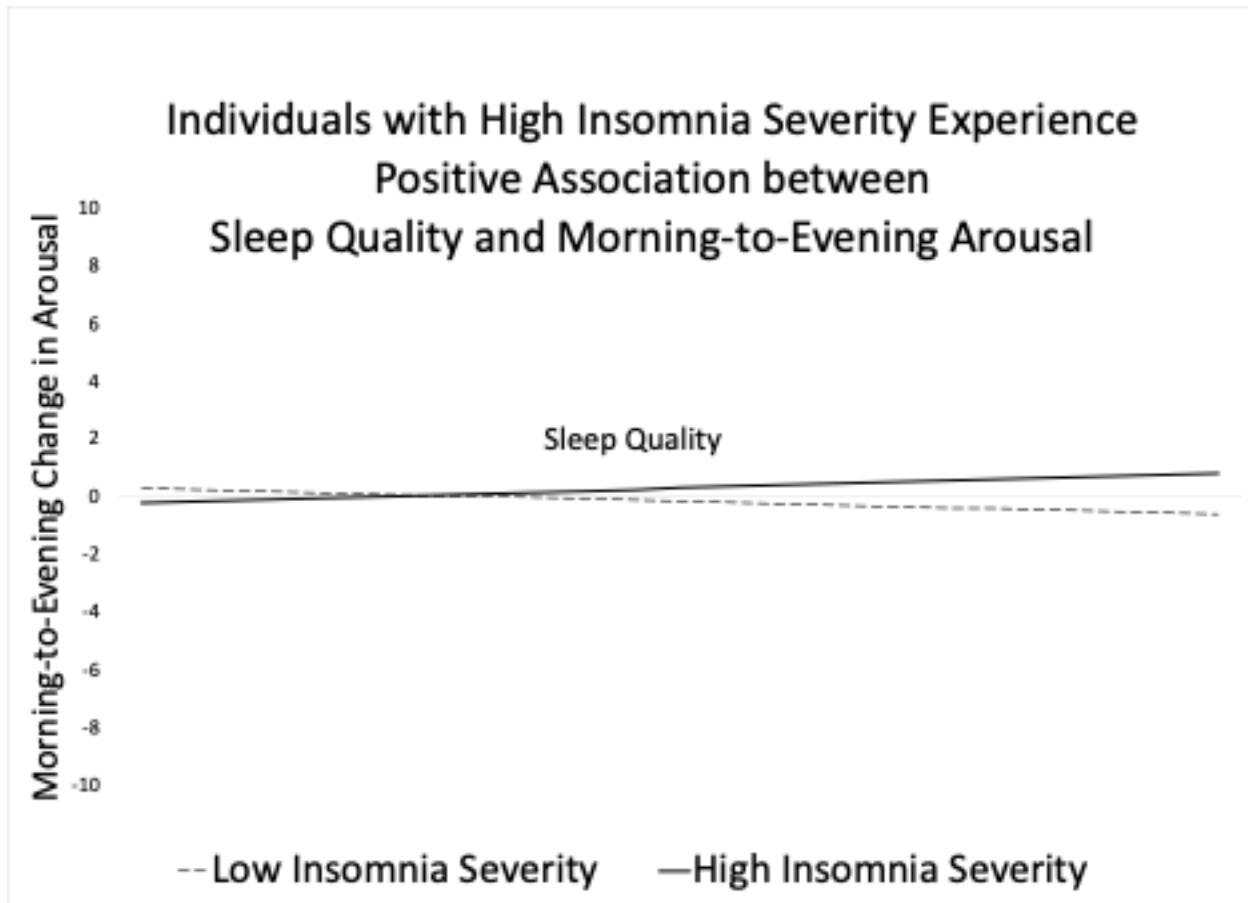 Individuals with High Insomnia Severity Experience
Positive Association between
Sleep Quality and Morning-to-Evening Arousal
Morning-to-Evening Change in Arousal
10
8
6
4
2
0
-2
-4
-6
-8
-10
Sleep Quality
Low Insomnia Severity
High Insomnia Severity